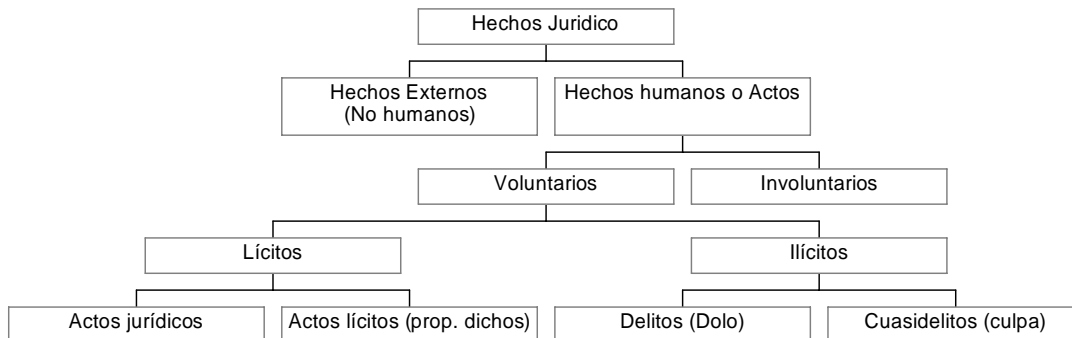 Hechos Juridico
Hechos Externos
(No humanos)
Hechos humanos o Actos
Voluntarios
Involuntarios
Lícitos
Ilícitos
Actos jurídicos
Actos lícitos (prop. dichos)
Delitos (Dolo)
Cuasidelitos (culpa)